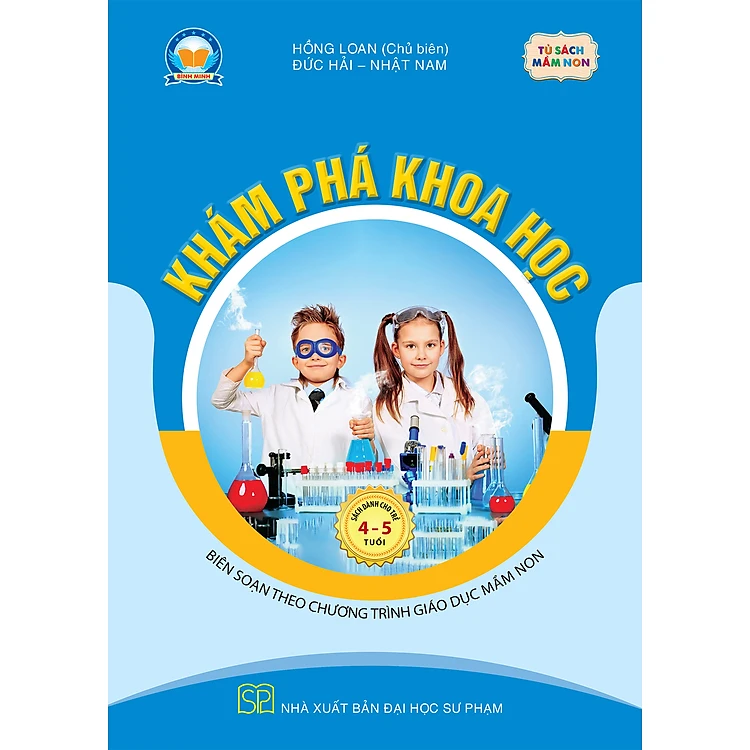 BÌNH MINH
HỒNG LOAN (Chủ biên)
ĐỨC HẢI – NHẬT NAM
TỦ SÁCH
MẦM NON
KHÁM PHÁ KHOA HỌC
SÁCH DÀNH CHO TRẺ
4-5
TUỔI
BIÊN SOẠN THEO CHƯƠNG TRÌNH GIÁO DỤC MẦM NON
SP
NHÀ XUẤT BẢN ĐẠI HỌC SƯ PHẠM